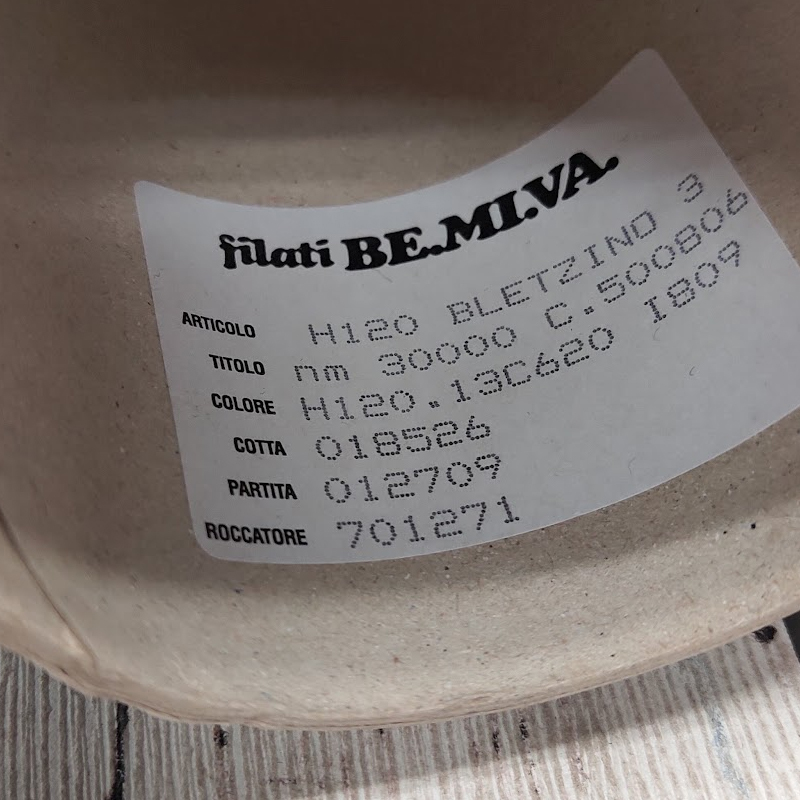 filati BE.MI.VA.
ARTICOLO H120 BLETZINO 3
TITOLO nm 30000 C.500806
COLORE H120.13C620 I809
COTTA 018526
PARTITA 012709
ROCCATORE 701271